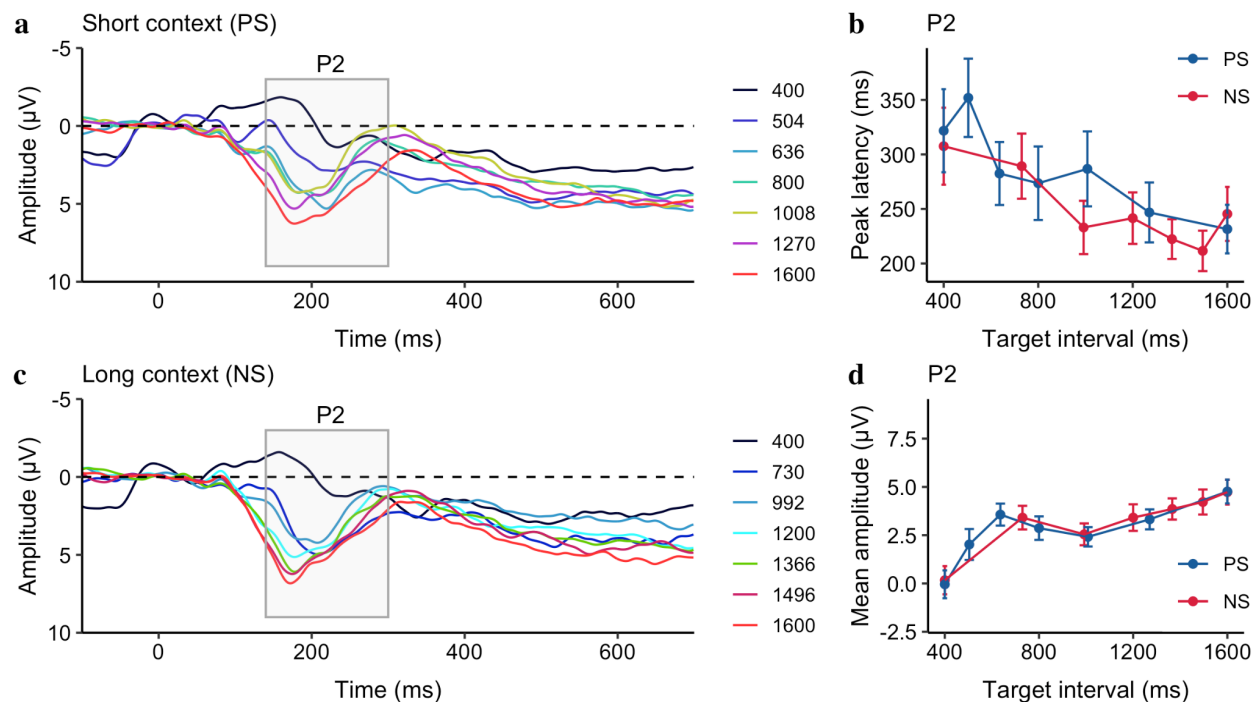 a Short context (PS)
P2
-5
0
5
10
Amplitude (µV)
0 200 400 600
Time (ms)
400
504
636
800
1008
1270
1600
b P2
PS
NS
350
300
250
200
Peak latency (ms)
400 800 1200 1600
Target interval (ms)
c Long context (NS)
P2
-5
0
5
10
Amplitude (µV)
0 200 400 600
Time (ms)
400
730
992
1200
1366
1496
1600
d P2
7.5
5.0
2.5
0.0
-2.5
Mean amplitude (µV)
PS
NS
400 800 1200 1600
Target interval (ms)